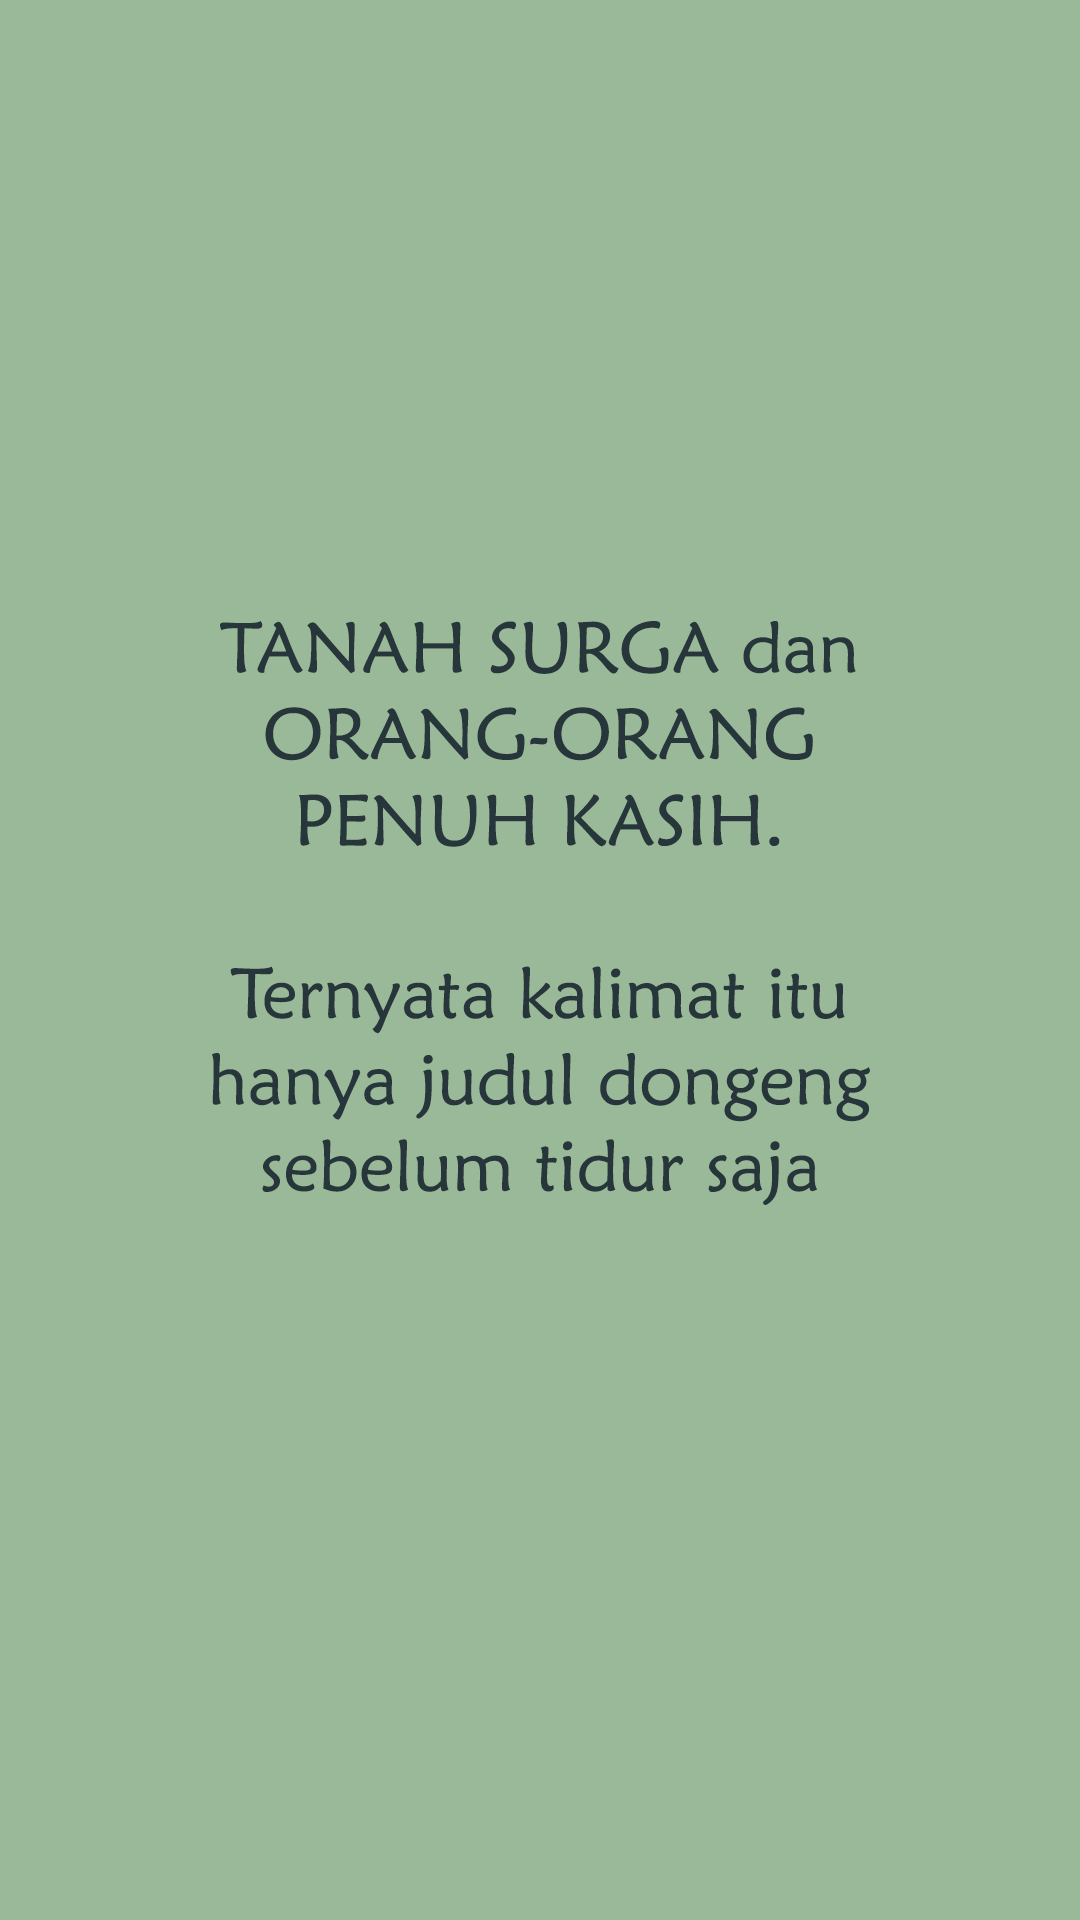 TANAH SURGA dan
ORANG-ORANG
PENUH KASIH.
Ternyata kalimat itu
hanya judul dongeng
sebelum tidur saja